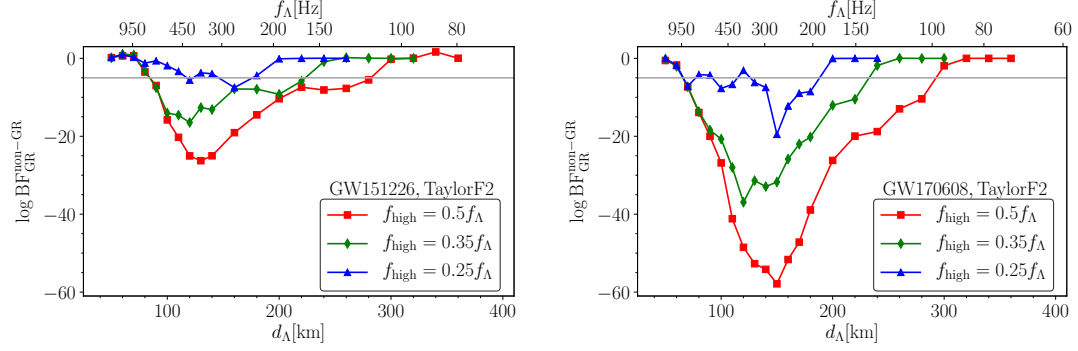 f_Λ[Hz]
950 450 300 200 150 100 80
0
−20
−40
−60
log BF^non−GR_GR
GW151226, TaylorF2
f_high = 0.5f_Λ
f_high = 0.35f_Λ
f_high = 0.25f_Λ
100 200 300 400
d_Λ[km]
f_Λ[Hz]
950 450 300 200 150 100 80 60
0
−20
−40
−60
log BF^non−GR_GR
GW170608, TaylorF2
f_high = 0.5f_Λ
f_high = 0.35f_Λ
f_high = 0.25f_Λ
100 200 300 400
d_Λ[km]